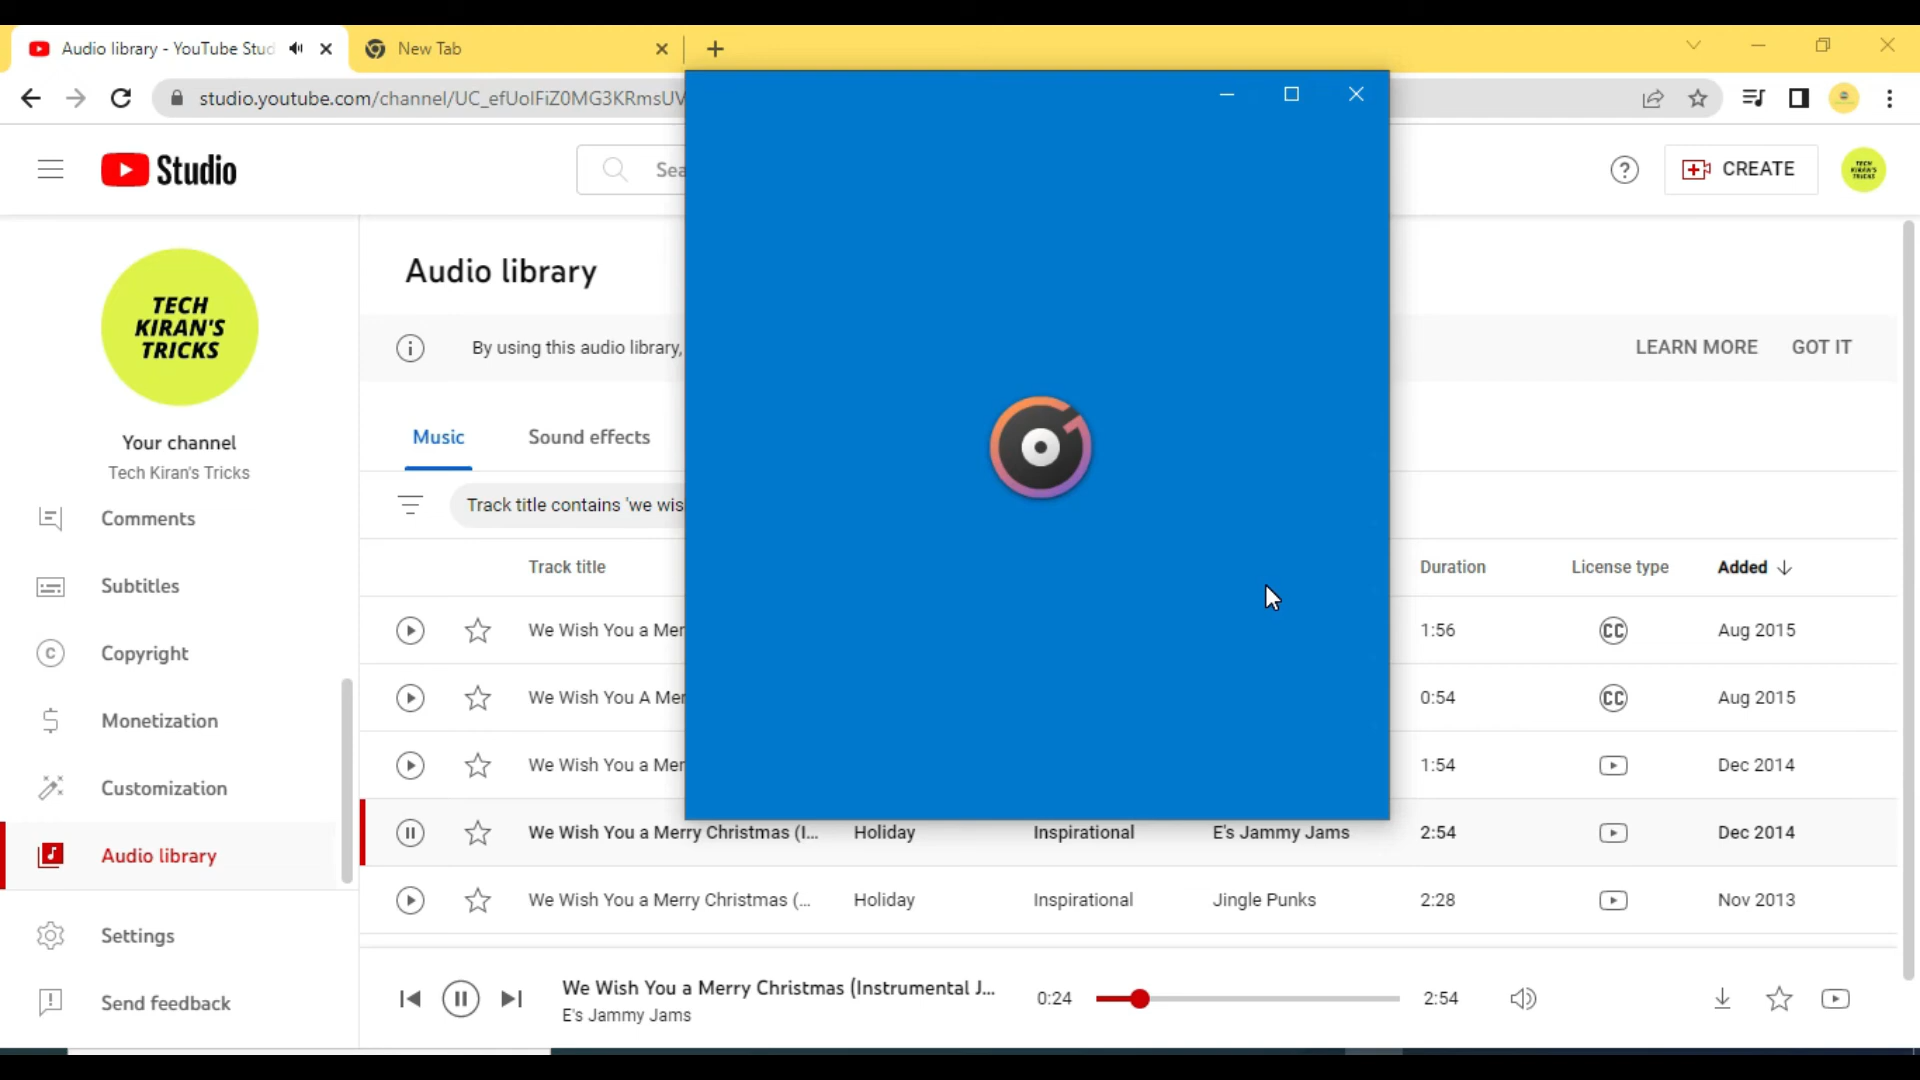 Audio library - YouTube Stud
New Tab
studio.youtube.com/channel/UC_efUoIFiZ0MG3KRmsUV
Studio
Sea
CREATE
TECH
KIRAN'S
TRICKS
TECH
KIRAN'S
TRICKS
Your channel
Tech Kiran's Tricks
Comments
Subtitles
Copyright
Monetization
Customization
Audio library
Settings
Send feedback
Audio library
By using this audio library,
LEARN MORE GOT IT
Music Sound effects
Track title contains 'we wis
Track title Duration License type Added
We Wish You a Mer 1:56 CC Aug 2015
We Wish You A Mer 0:54 CC Aug 2015
We Wish You a Mer 1:54 Dec 2014
We Wish You a Merry Christmas (I... Holiday Inspirational E's Jammy Jams 2:54 Dec 2014
We Wish You a Merry Christmas (... Holiday Inspirational Jingle Punks 2:28 Nov 2013
We Wish You a Merry Christmas (Instrumental J...
E's Jammy Jams
0:24 2:54